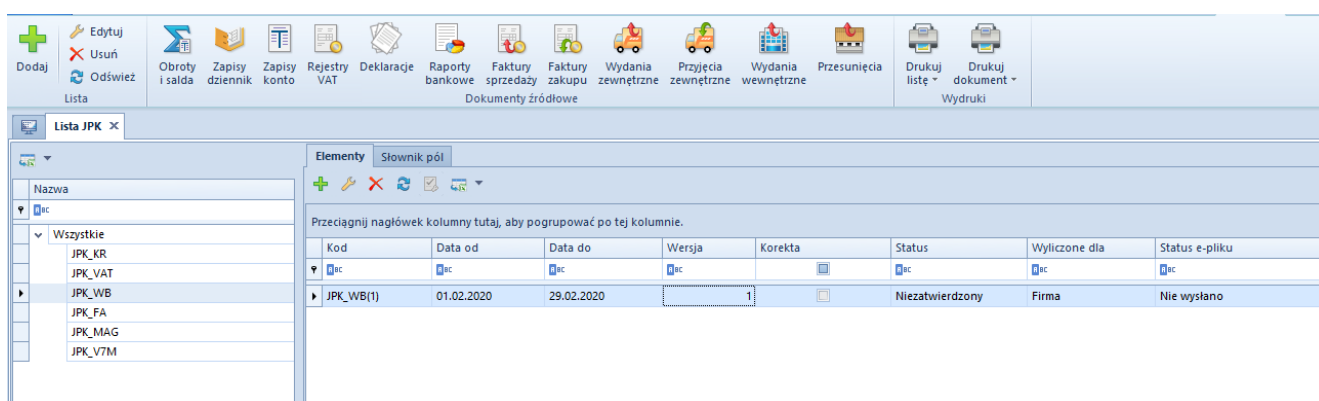 Dodaj
Edytuj
Usuń
Odśwież
Lista
Obroty i salda
Zapisy dziennik
Zapisy konto
Rejestry VAT
Deklaracje
Raporty bankowe
Faktury sprzedaży
Faktury zakupu
Wydania zewnętrzne
Przyjęcia zewnętrzne
Wydania wewnętrzne
Przesunięcia
Dokumenty źródłowe
Drukuj listę
Drukuj dokument
Wydruki
Lista JPK
Nazwa
Wszystkie
JPK_KR
JPK_VAT
JPK_WB
JPK_FA
JPK_MAG
JPK_V7M
Elementy Słownik pól
Przeciągnij nagłówek kolumny tutaj, aby pogrupować po tej kolumnie.
Kod Data od Data do Wersja Korekta Status Wyliczone dla Status e-pliku
JPK_WB(1) 01.02.2020 29.02.2020 1 Niezatwierdzony Firma Nie wysłano